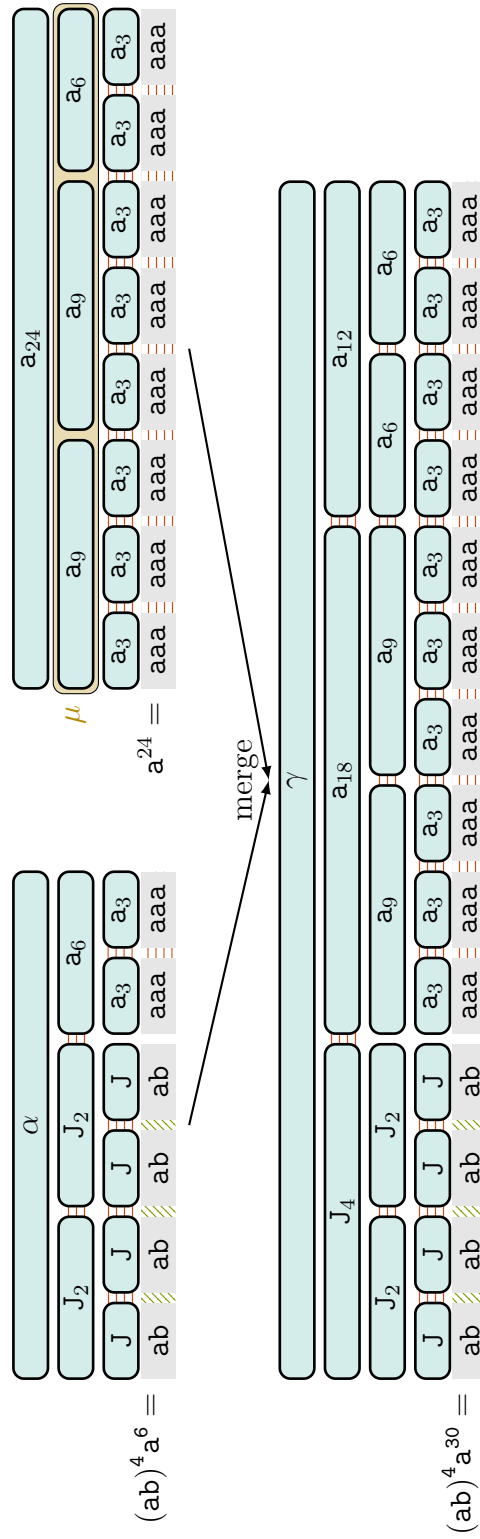 α a₂₄
J₂ J₂ a₆ μ a₉ a₉ a₆
J J J J a₃ a₃ a₃ a₃ a₃ a₃ a₃ a₃ a₃ a₃
(ab)⁴a⁶ = ab ab ab ab aaa aaa a²⁴ = aaa aaa aaa aaa aaa aaa aaa aaa
merge
γ
J₄ a₁₈ a₁₂
J₂ J₂ a₉ a₉ a₆ a₆
J J J J a₃ a₃ a₃ a₃ a₃ a₃ a₃ a₃ a₃ a₃
(ab)⁴a³⁰ = ab ab ab ab aaa aaa aaa aaa aaa aaa aaa aaa aaa aaa